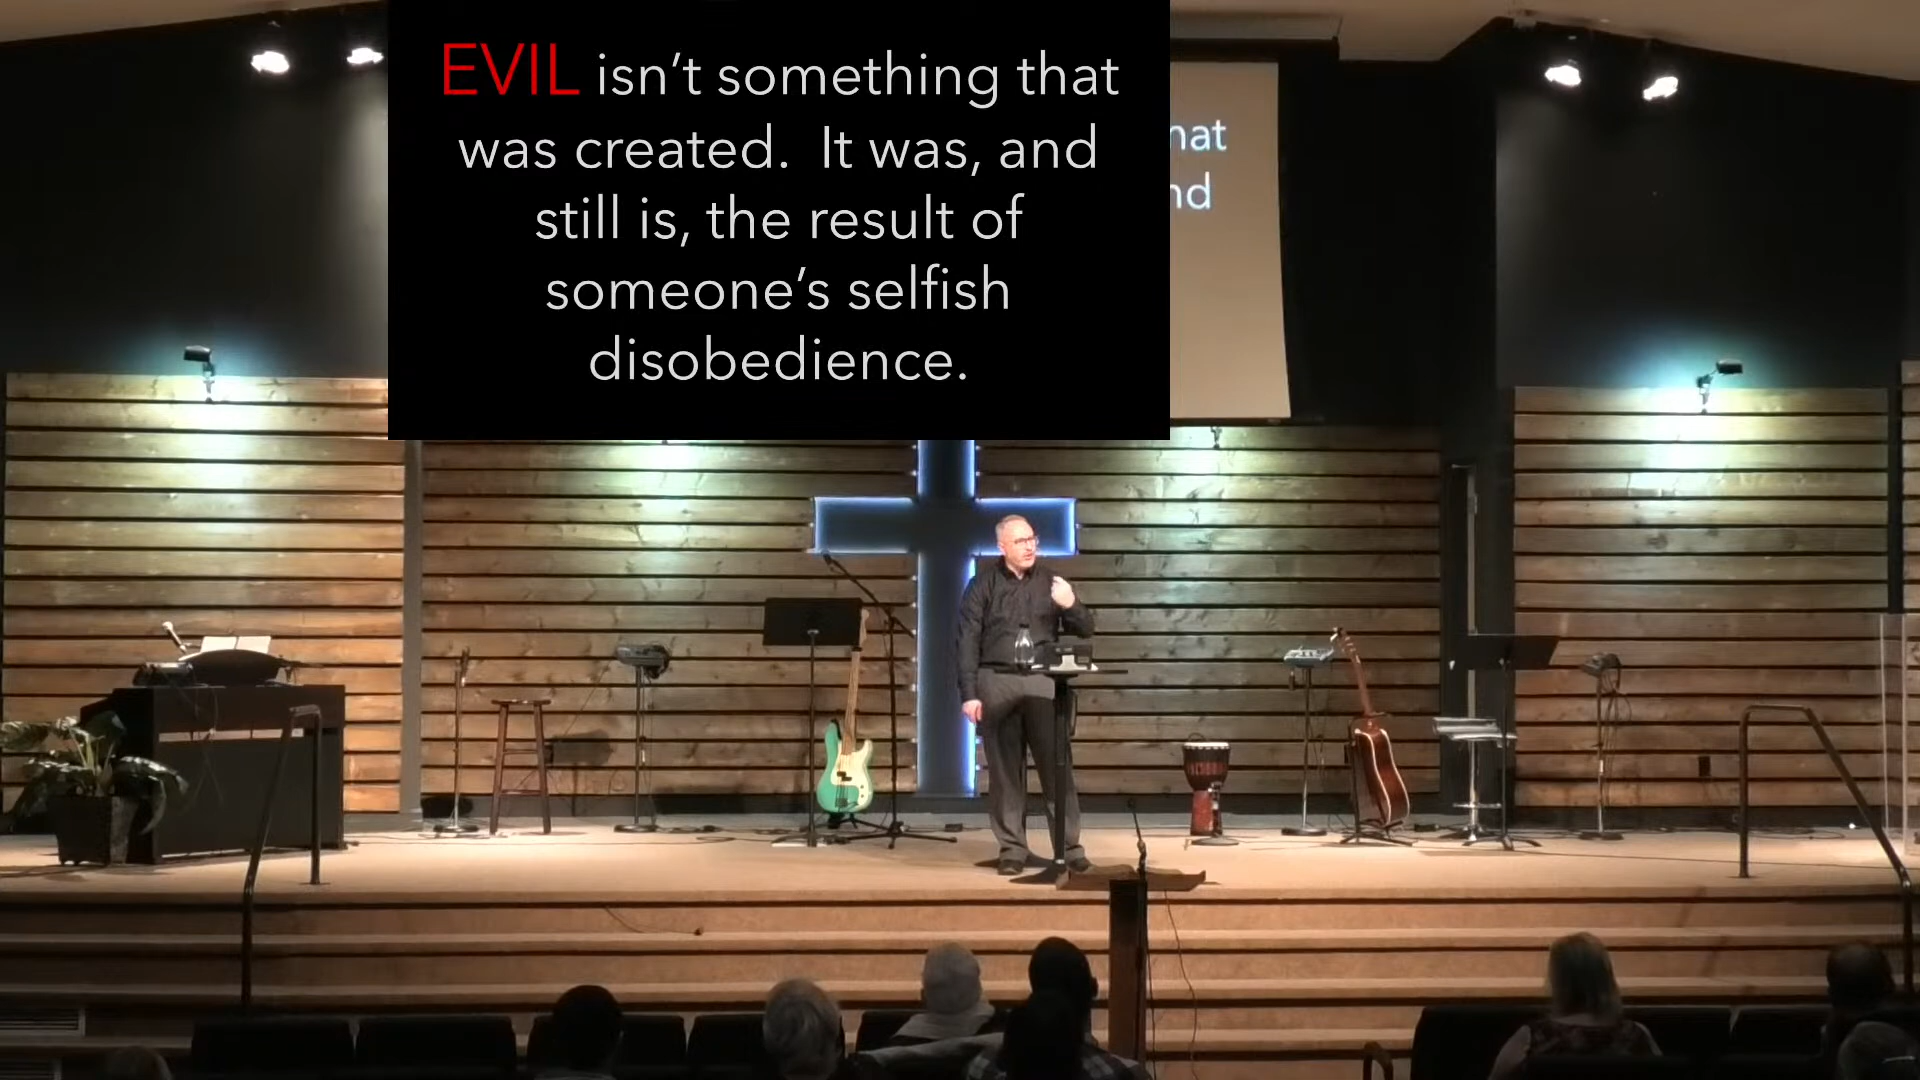 EVIL isn’t something that
was created.  It was, and
still is, the result of
someone’s selfish
disobedience.